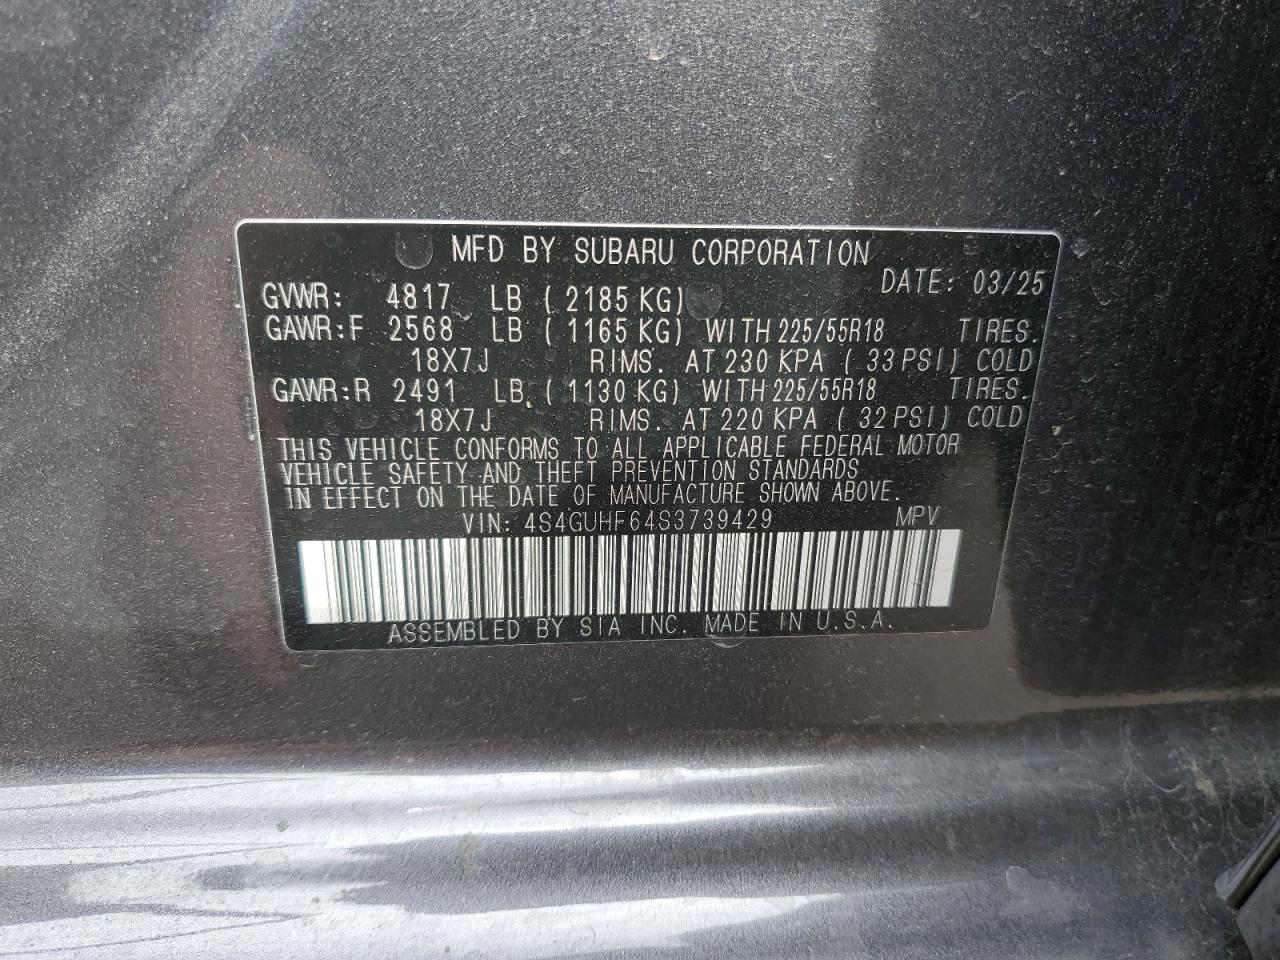 MFD BY SUBARU CORPORATION
DATE: 03/25
GVWR: 4817 LB ( 2185 KG)
GAWR:F 2568 LB ( 1165 KG) WITH 225/55R18 TIRES.
18X7J RIMS. AT 230 KPA ( 33 PSI) COLD
GAWR:R 2491 LB. ( 1130 KG) WITH 225/55R18 TIRES.
18X7J RIMS. AT 220 KPA ( 32 PSI) COLD
THIS VEHICLE CONFORMS TO ALL APPLICABLE FEDERAL MOTOR
VEHICLE SAFETY AND THEFT PREVENTION STANDARDS
IN EFFECT ON THE DATE OF MANUFACTURE SHOWN ABOVE.
VIN: 4S4GUHF64S3739429 MPV
ASSEMBLED BY SIA INC. MADE IN U.S.A.